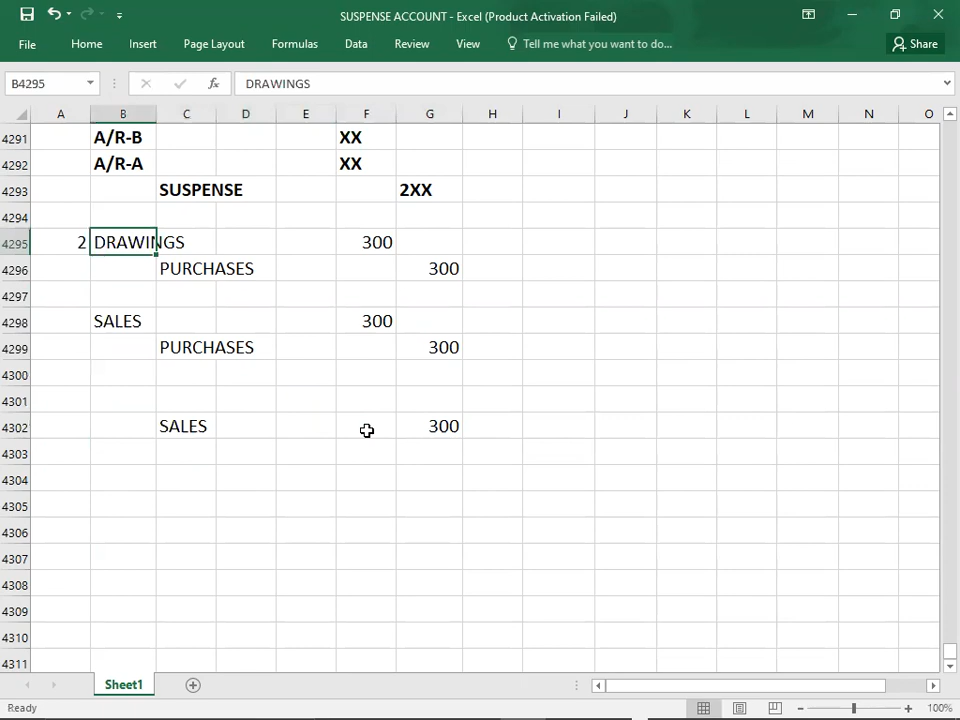 SUSPENSE ACCOUNT - Excel (Product Activation Failed)
File Home Insert Page Layout Formulas Data Review View Tell me what you want to do... Share
B4295 fx DRAWINGS
A B C D E F G H I J K L M N O
4291 A/R-B XX
4292 A/R-A XX
4293 SUSPENSE 2XX
4294
4295 2 DRAWINGS 300
4296 PURCHASES 300
4297
4298 SALES 300
4299 PURCHASES 300
4300
4301
4302 SALES 300
4303
4304
4305
4306
4307
4308
4309
4310
4311
Sheet1
Ready 100%